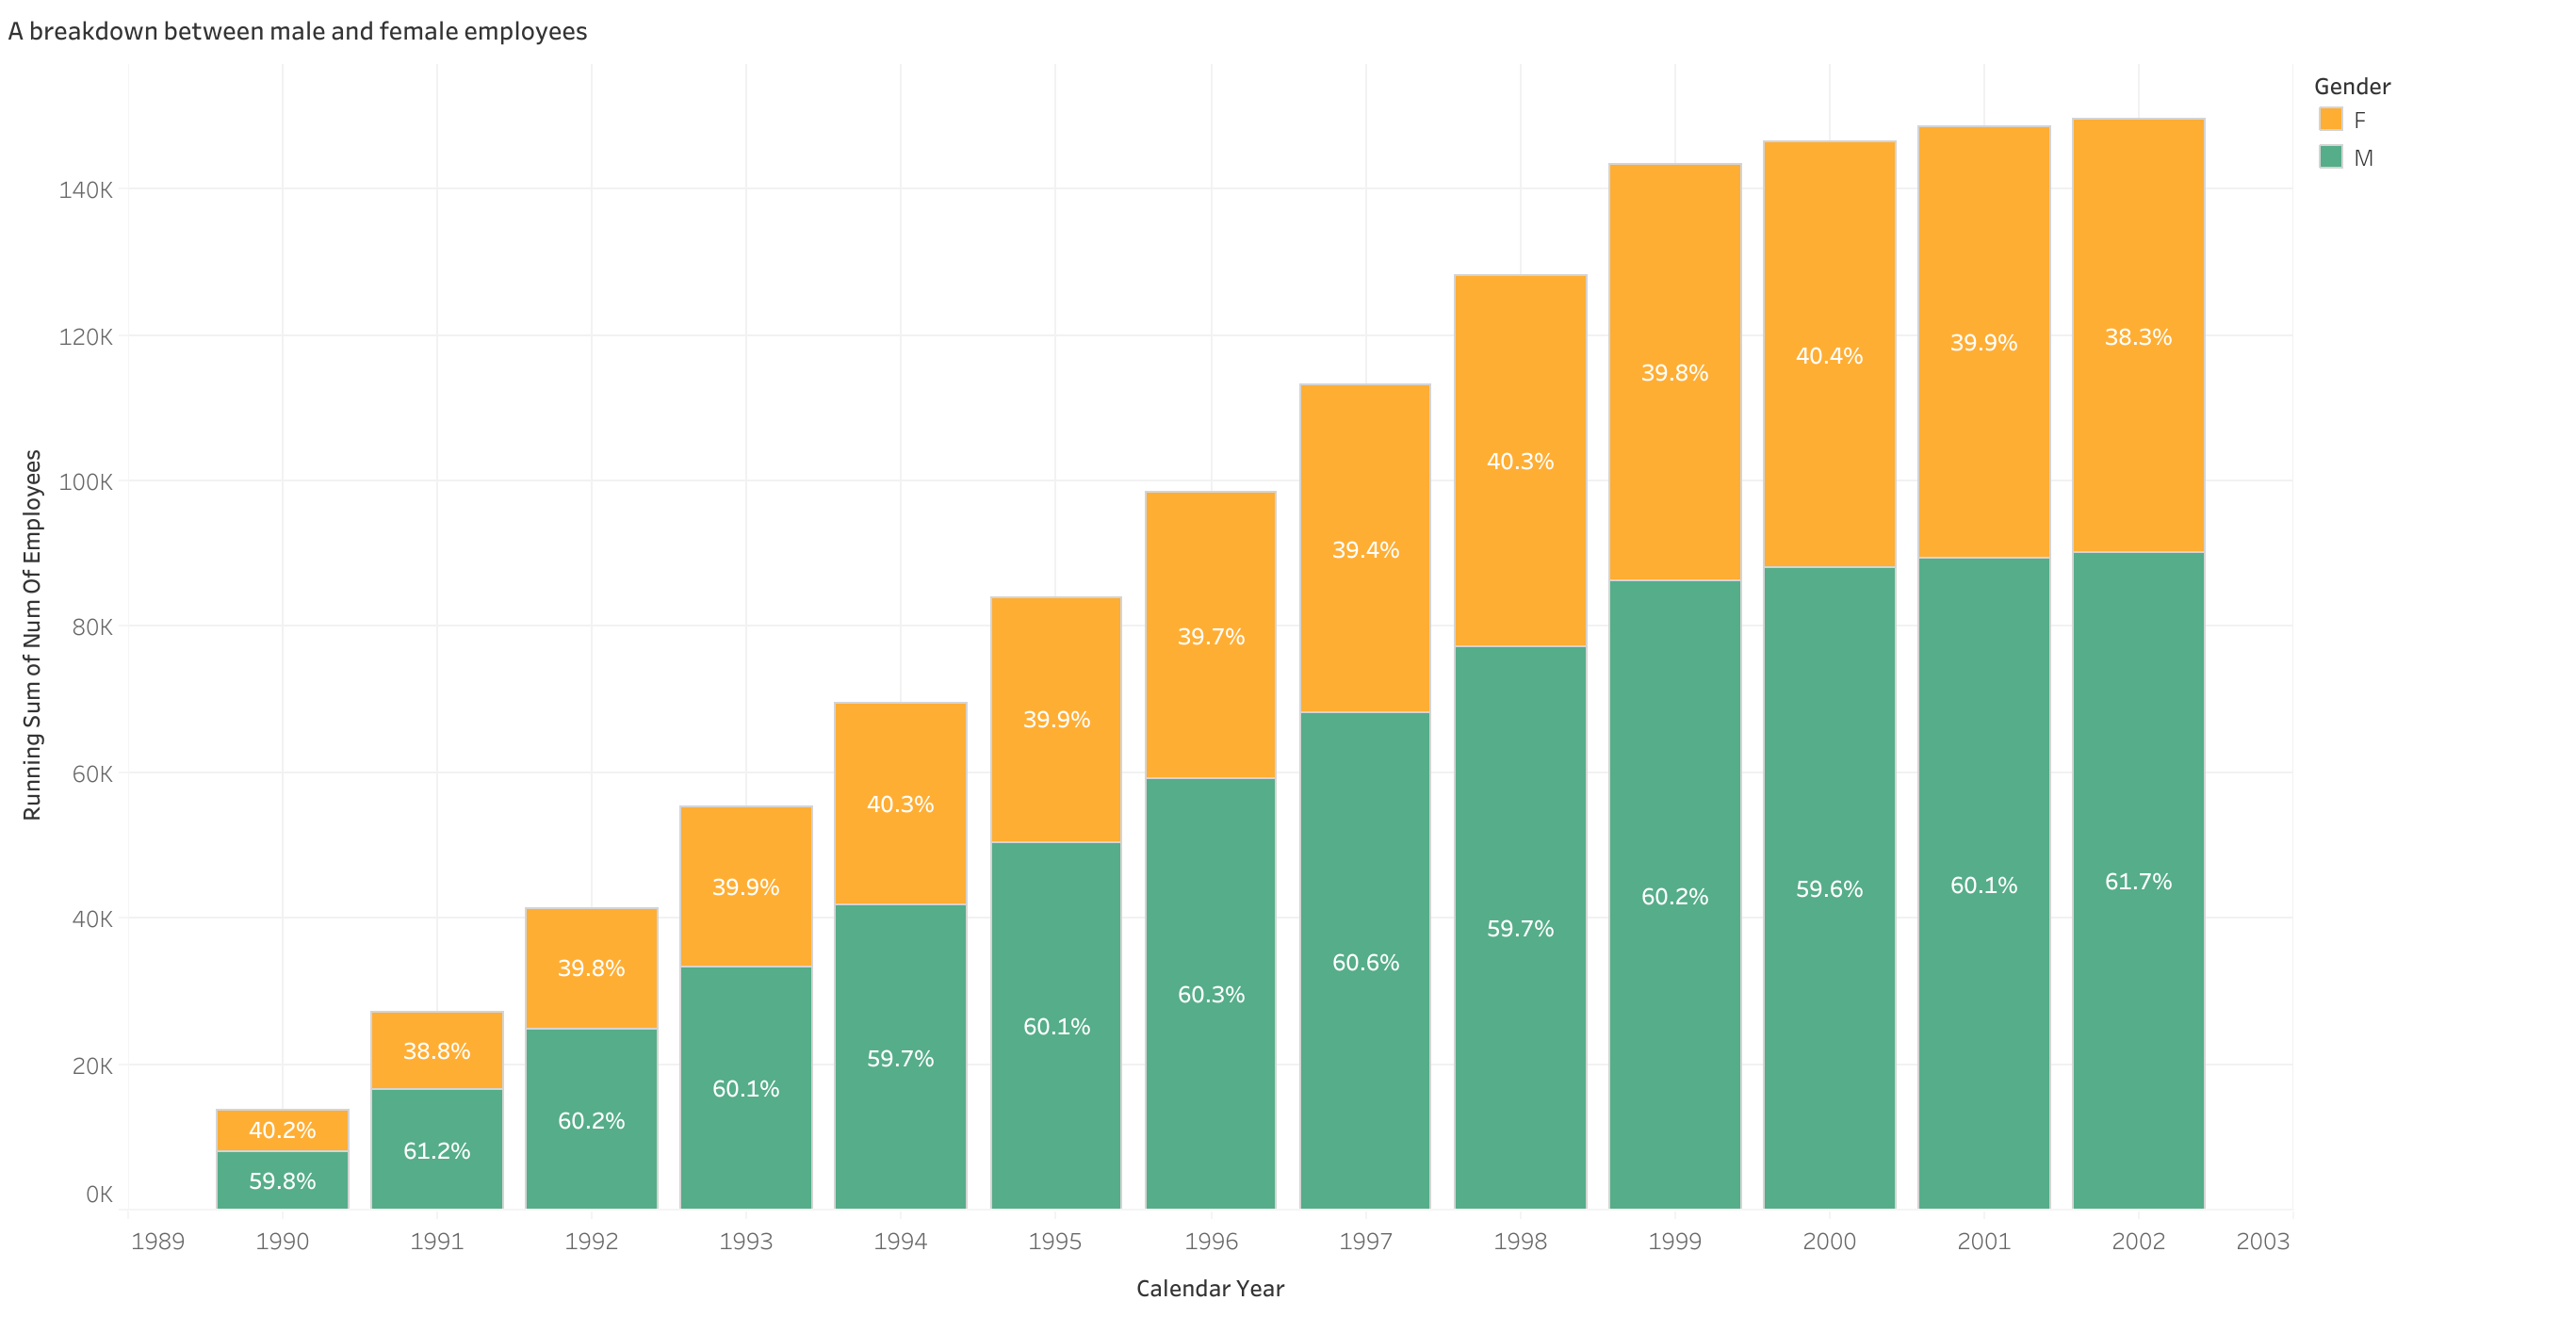 A breakdown between male and female employees
Gender
F
M
Running Sum of Num Of Employees
140K
120K
100K
80K
60K
40K
20K
0K
40.2%
59.8%
38.8%
61.2%
39.8%
60.2%
39.9%
60.1%
40.3%
59.7%
39.9%
60.1%
39.7%
60.3%
39.4%
60.6%
40.3%
59.7%
39.8%
60.2%
40.4%
59.6%
39.9%
60.1%
38.3%
61.7%
1989 1990 1991 1992 1993 1994 1995 1996 1997 1998 1999 2000 2001 2002 2003
Calendar Year